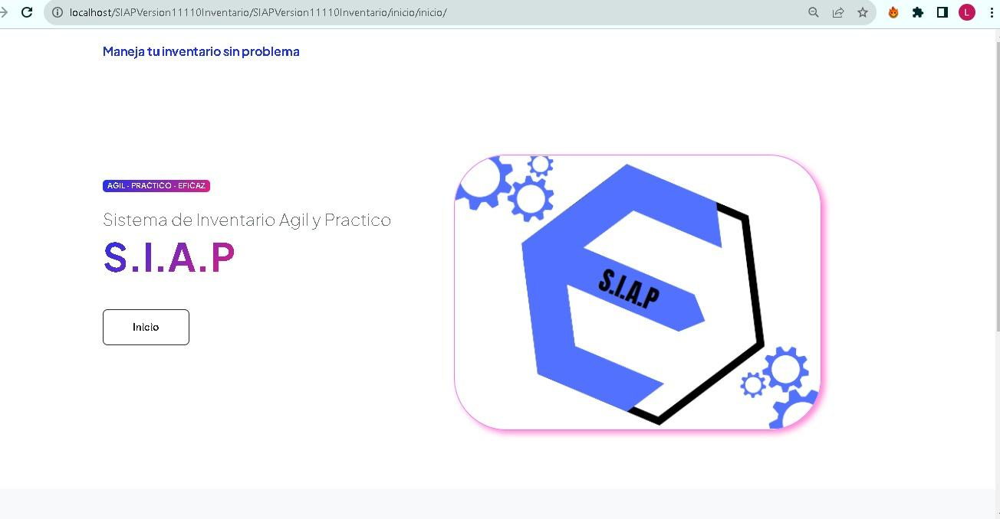 localhost/SIAPVersion11110Inventario/SIAPVersion11110Inventario/inicio/inicio/
L
Maneja tu inventario sin problema
AGIL - PRACTICO - EFICAZ
Sistema de Inventario Agil y Practico
S.I.A.P
Inicio
S.I.A.P